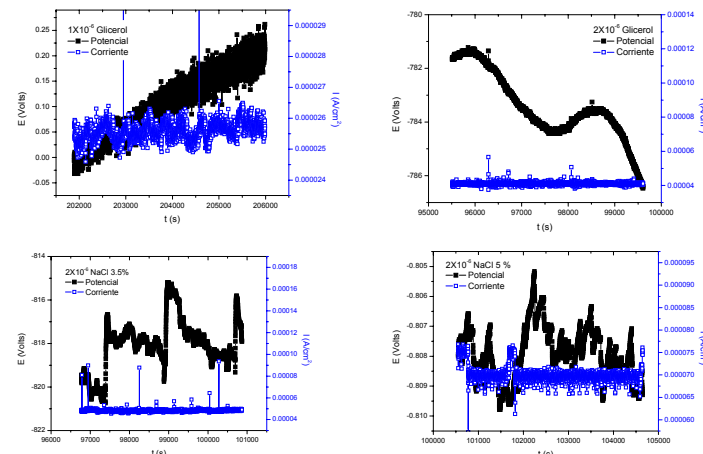 1X10⁻⁶ Glicerol
Potencial
Corriente
E (Volts)
0.25
0.20
0.15
0.10
0.05
0.00
-0.05
202000 203000 204000 205000 206000
t (s)
0.000029
0.000028
0.000027
0.000026
0.000025
0.000024
I (A/cm²)
2X10⁻⁶ Glicerol
Potencial
Corriente
E (Volts)
-780
-782
-784
-786
95000 96000 97000 98000 99000 100000
t (s)
0.00014
0.00012
0.00010
0.00008
0.00006
0.00004
2X10⁻⁶ NaCl 3.5%
Potencial
Corriente
E (Volts)
-814
-816
-818
-820
-822
96000 97000 98000 99000 100000 101000
t (s)
0.00018
0.00016
0.00014
0.00012
0.00010
0.00008
0.00006
0.00004
I (A/cm²)
2X10⁻⁶ NaCl 5 %
Potencial
Corriente
E (Volts)
-0.805
-0.806
-0.807
-0.808
-0.809
-0.810
100000 101000 102000 103000 104000 105000
t (s)
0.000095
0.000090
0.000085
0.000080
0.000075
0.000070
0.000065
0.000060